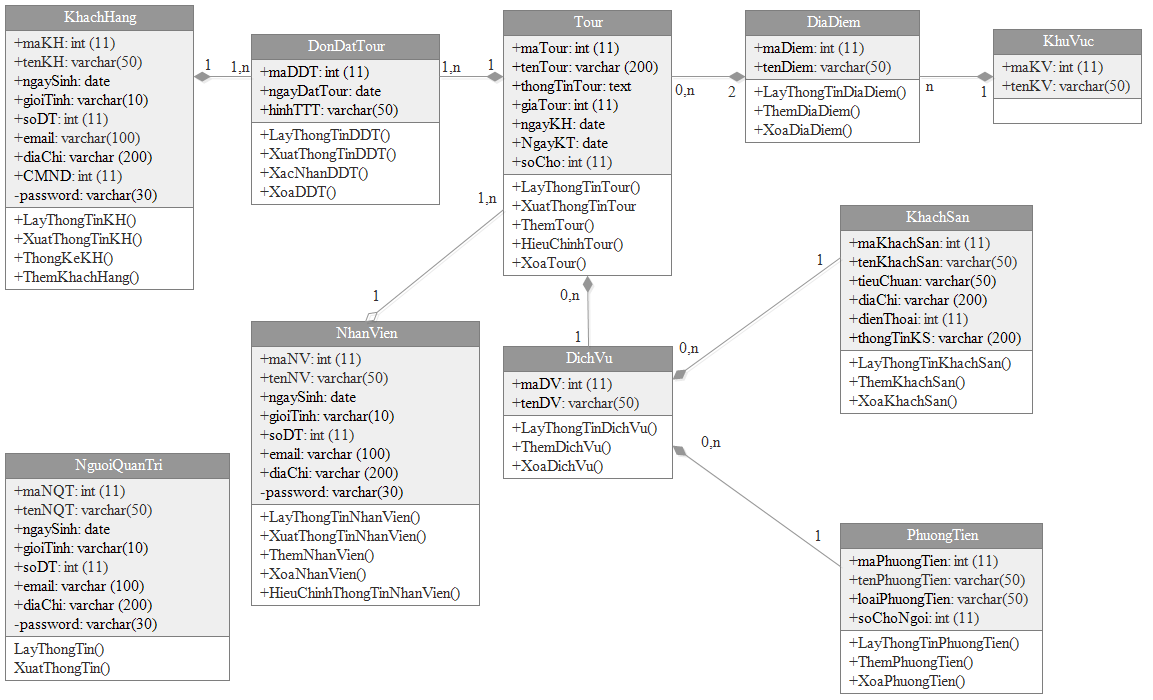 KhachHang
+maKH: int (11)
+tenKH: varchar(50)
+ngaySinh: date
+gioiTinh: varchar(10)
+soDT: int (11)
+email: varchar(100)
+diaChi: varchar (200)
+CMND: int (11)
-password: varchar(30)
+LayThongTinKH()
+XuatThongTinKH()
+ThongKeKH()
+ThemKhachHang()
1
1,n
DonDatTour
+maDDT: int (11)
+ngayDatTour: date
+hinhTTT: varchar(50)
+LayThongTinDDT()
+XuatThongTinDDT()
+XacNhanDDT()
+XoaDDT()
1,n
1
Tour
+maTour: int (11)
+tenTour: varchar (200)
+thongTinTour: text
+giaTour: int (11)
+ngayKH: date
+NgayKT: date
+soCho: int (11)
+LayThongTinTour()
+XuatThongTinTour
+ThemTour()
+HieuChinhTour()
+XoaTour()
0,n
2
DiaDiem
+maDiem: int (11)
+tenDiem: varchar(50)
+LayThongTinDiaDiem()
+ThemDiaDiem()
+XoaDiaDiem()
n
1
KhuVuc
+maKV: int (11)
+tenKV: varchar(50)
1,n
1
NhanVien
+maNV: int (11)
+tenNV: varchar(50)
+ngaySinh: date
+gioiTinh: varchar(10)
+soDT: int (11)
+email: varchar (100)
+diaChi: varchar (200)
-password: varchar(30)
+LayThongTinNhanVien()
+XuatThongTinNhanVien()
+ThemNhanVien()
+XoaNhanVien()
+HieuChinhThongTinNhanVien()
0,n
1
DichVu
+maDV: int (11)
+tenDV: varchar(50)
+LayThongTinDichVu()
+ThemDichVu()
+XoaDichVu()
0,n
1
KhachSan
+maKhachSan: int (11)
+tenKhachSan: varchar(50)
+tieuChuan: varchar(50)
+diaChi: varchar (200)
+dienThoai: int (11)
+thongTinKS: varchar (200)
+LayThongTinKhachSan()
+ThemKhachSan()
+XoaKhachSan()
0,n
1
PhuongTien
+maPhuongTien: int (11)
+tenPhuongTien: varchar(50)
+loaiPhuongTien: varchar(50)
+soChoNgoi: int (11)
+LayThongTinPhuongTien()
+ThemPhuongTien()
+XoaPhuongTien()
NguoiQuanTri
+maNQT: int (11)
+tenNQT: varchar(50)
+ngaySinh: date
+gioiTinh: varchar(10)
+soDT: int (11)
+email: varchar (100)
+diaChi: varchar (200)
-password: varchar(30)
LayThongTin()
XuatThongTin()